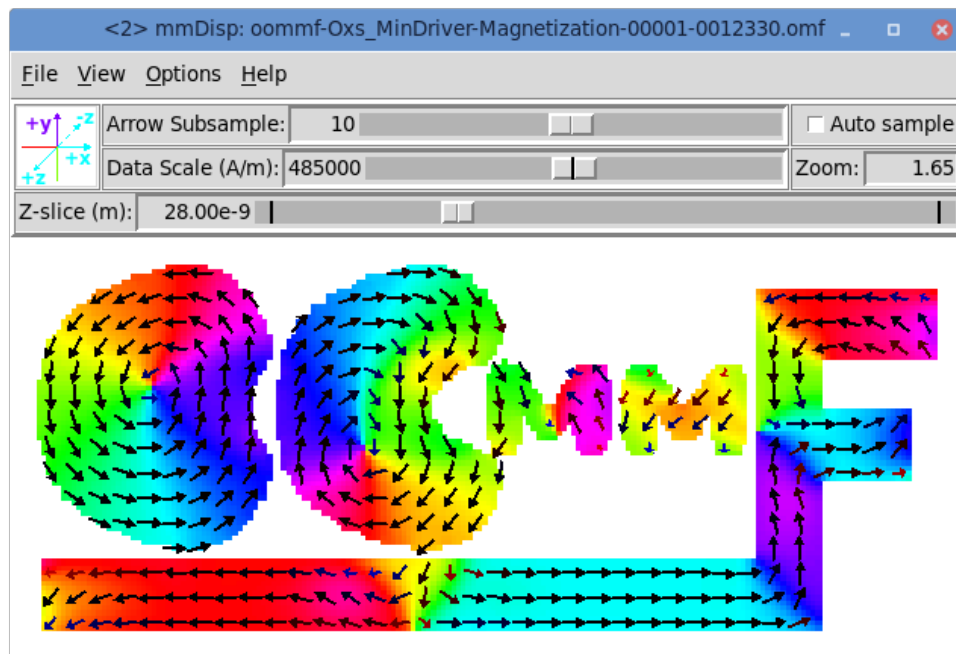 <2> mmDisp: oommf-Oxs_MinDriver-Magnetization-00001-0012330.omf
File View Options Help
+y -z +x +z
Arrow Subsample: 10 Auto sample
Data Scale (A/m): 485000 Zoom: 1.65
Z-slice (m): 28.00e-9
OOmmF